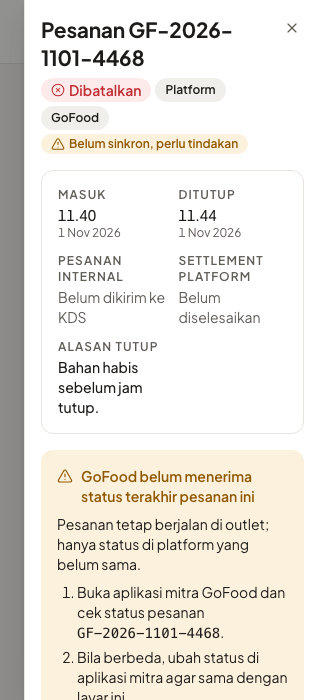 Pesanan GF-2026-
1101-4468
Dibatalkan
Platform
GoFood
Belum sinkron, perlu tindakan
MASUK
11.40
1 Nov 2026
DITUTUP
11.44
1 Nov 2026
PESANAN
INTERNAL
Belum dikirim ke
KDS
SETTLEMENT
PLATFORM
Belum
diselesaikan
ALASAN TUTUP
Bahan habis
sebelum jam
tutup.
GoFood belum menerima
status terakhir pesanan ini
Pesanan tetap berjalan di outlet;
hanya status di platform yang
belum sama.
1. Buka aplikasi mitra GoFood dan
cek status pesanan
GF-2026-1101-4468.
2. Bila berbeda, ubah status di
aplikasi mitra agar sama dengan
layar ini.